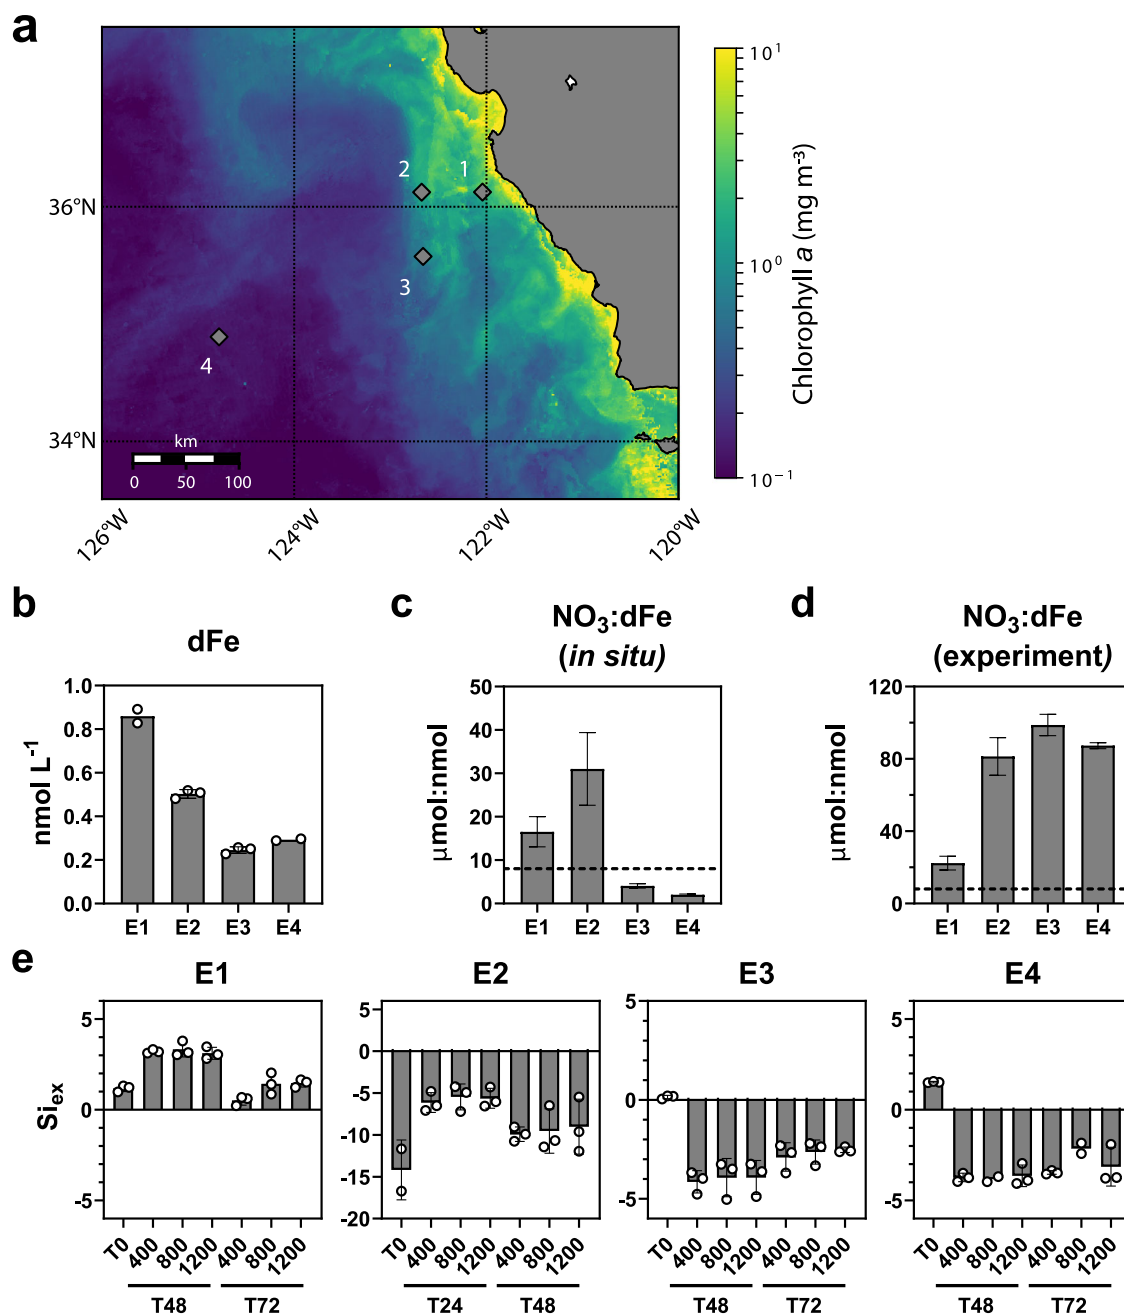 a
10¹
10⁰
10⁻¹
Chlorophyll a (mg m⁻³)
2
1
36°N
3
4
34°N
km
0 50 100
126°W 124°W 122°W 120°W
b
dFe
nmol L⁻¹
1.0
0.8
0.6
0.4
0.2
0.0
E1 E2 E3 E4
c
NO₃:dFe
(in situ)
μmol:nmol
50
40
30
20
10
0
E1 E2 E3 E4
d
NO₃:dFe
(experiment)
μmol:nmol
120
80
40
0
E1 E2 E3 E4
e
Siₑₓ
E1
5
0
-5
T0 400 800 1200 400 800 1200
T48 T72
E2
5
0
-5
-10
-15
-20
T0 400 800 1200 400 800 1200
T24 T48
E3
5
0
-5
T0 400 800 1200 400 800 1200
T48 T72
E4
5
0
-5
T0 400 800 1200 400 800 1200
T48 T72